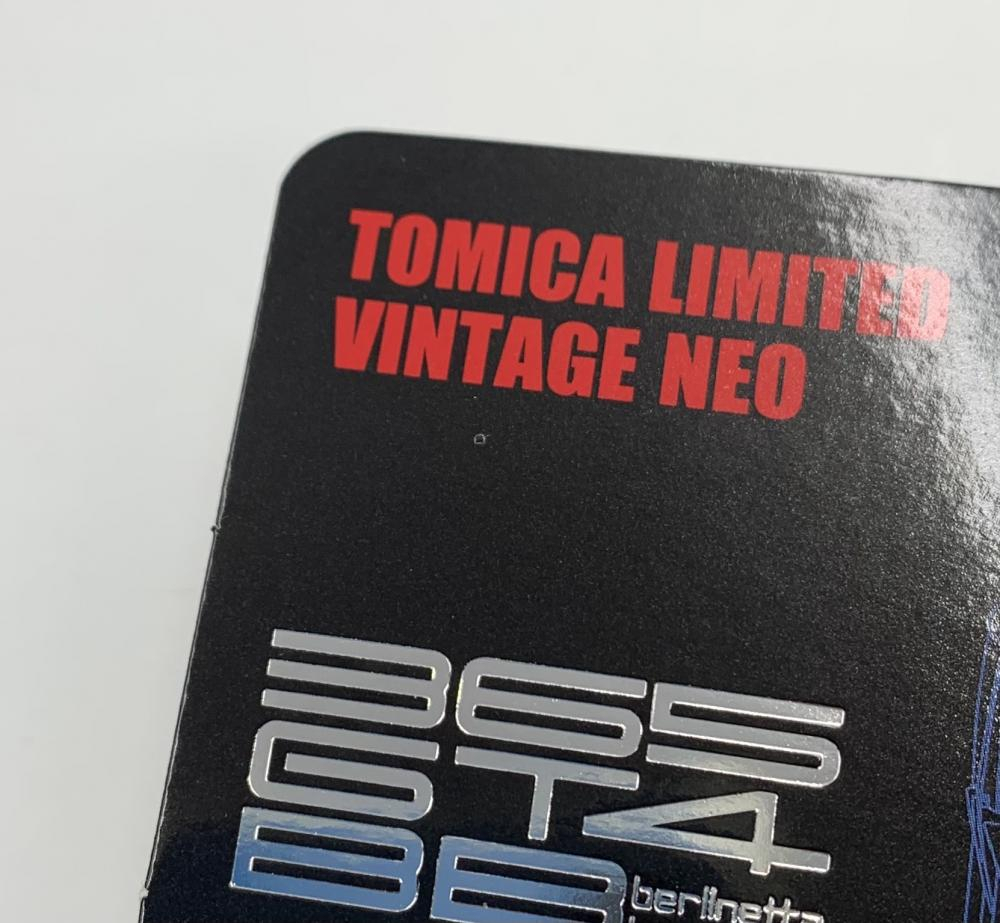 TOMICA LIMITED
VINTAGE NEO
365
GT4
BB
berlinetta